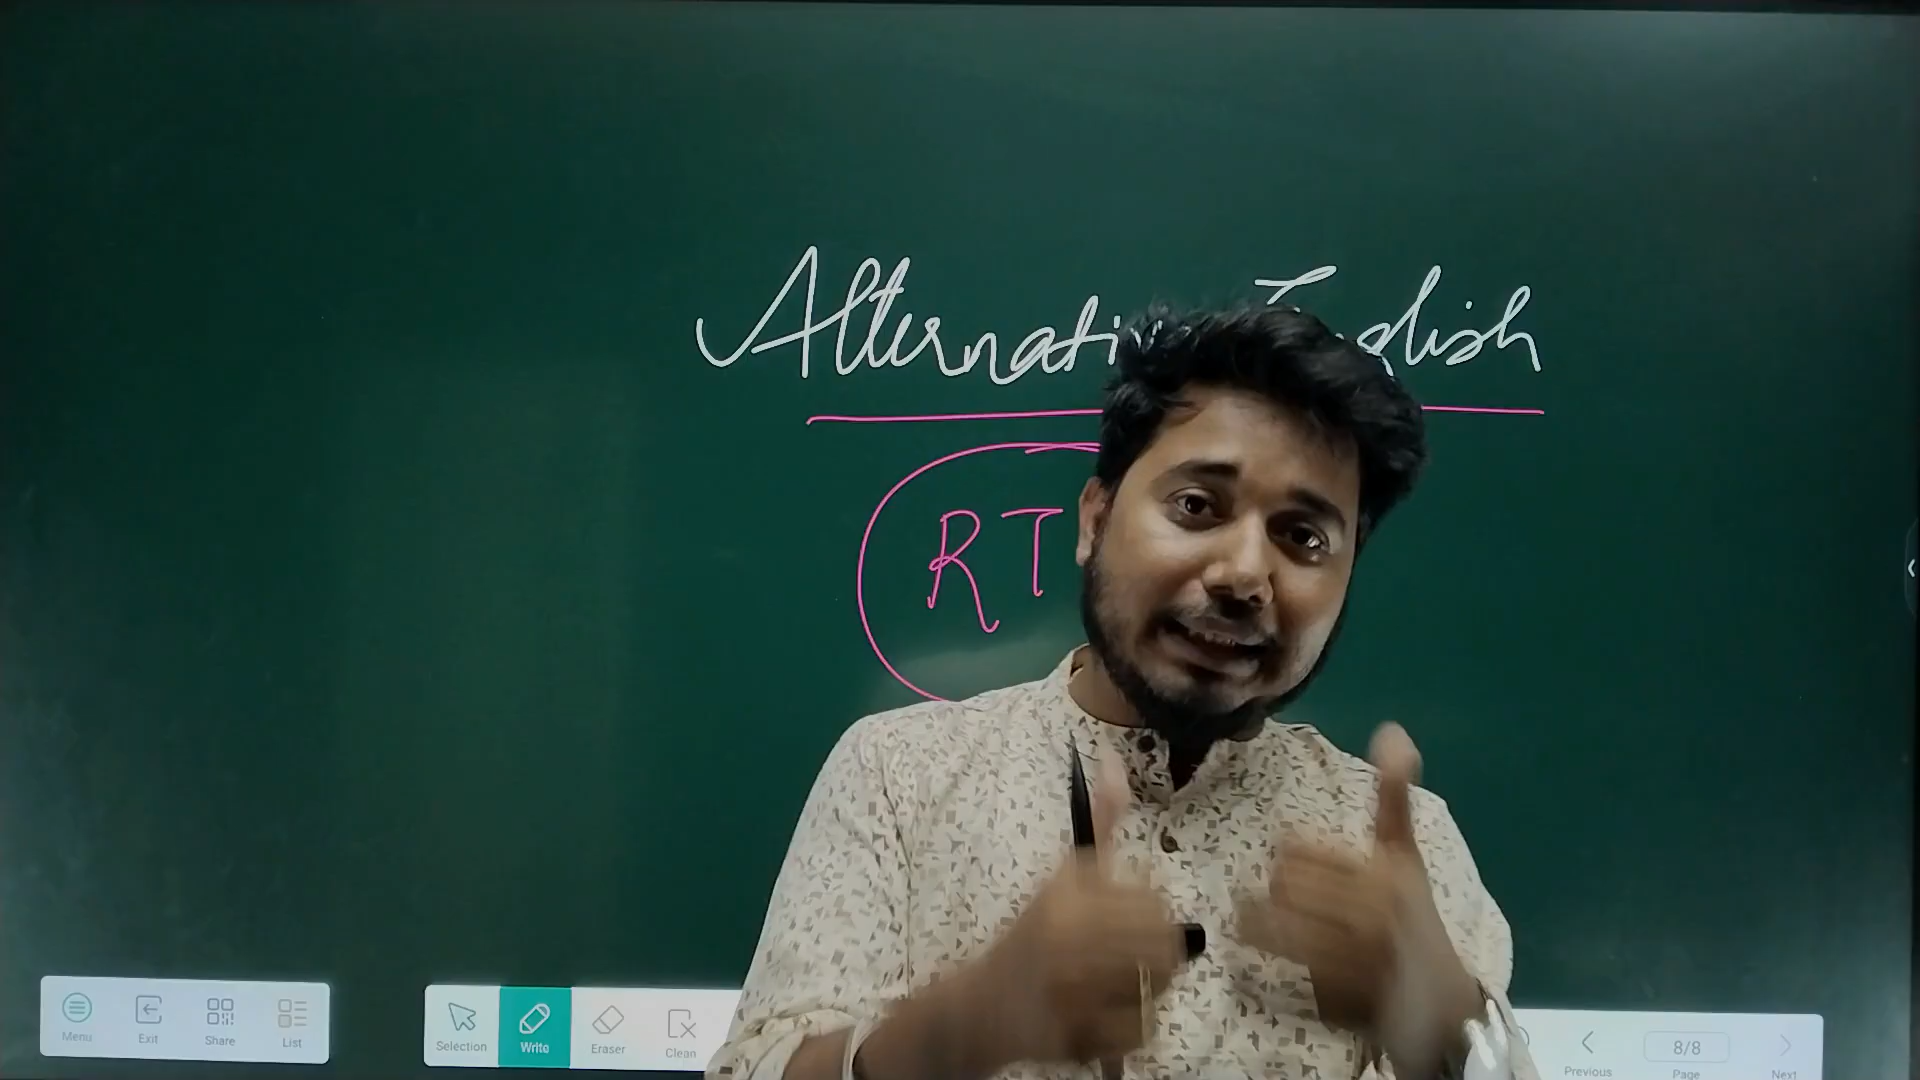 Alternati English
RT
Menu Exit Share List Selection Write Eraser Clean Previous 8/8 Page Next